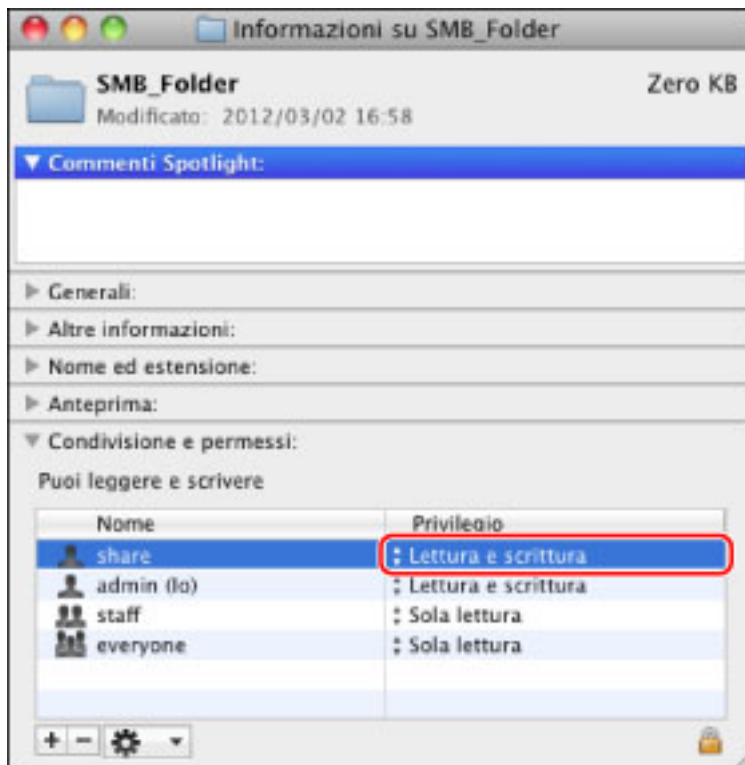 Informazioni su SMB_Folder
SMB_Folder Zero KB
Modificato: 2012/03/02 16:58
Commenti Spotlight:
Generali:
Altre informazioni:
Nome ed estensione:
Anteprima:
Condivisione e permessi:
Puoi leggere e scrivere
Nome Privilegio
share Lettura e scrittura
admin (Io) Lettura e scrittura
staff Sola lettura
everyone Sola lettura